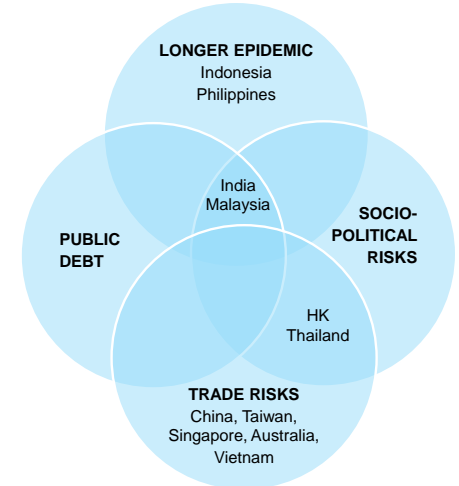 LONGER EPIDEMIC
Indonesia
Philippines
India
Malaysia
PUBLIC
DEBT
SOCIO-
POLITICAL
RISKS
HK
Thailand
TRADE RISKS
China, Taiwan,
Singapore, Australia,
Vietnam